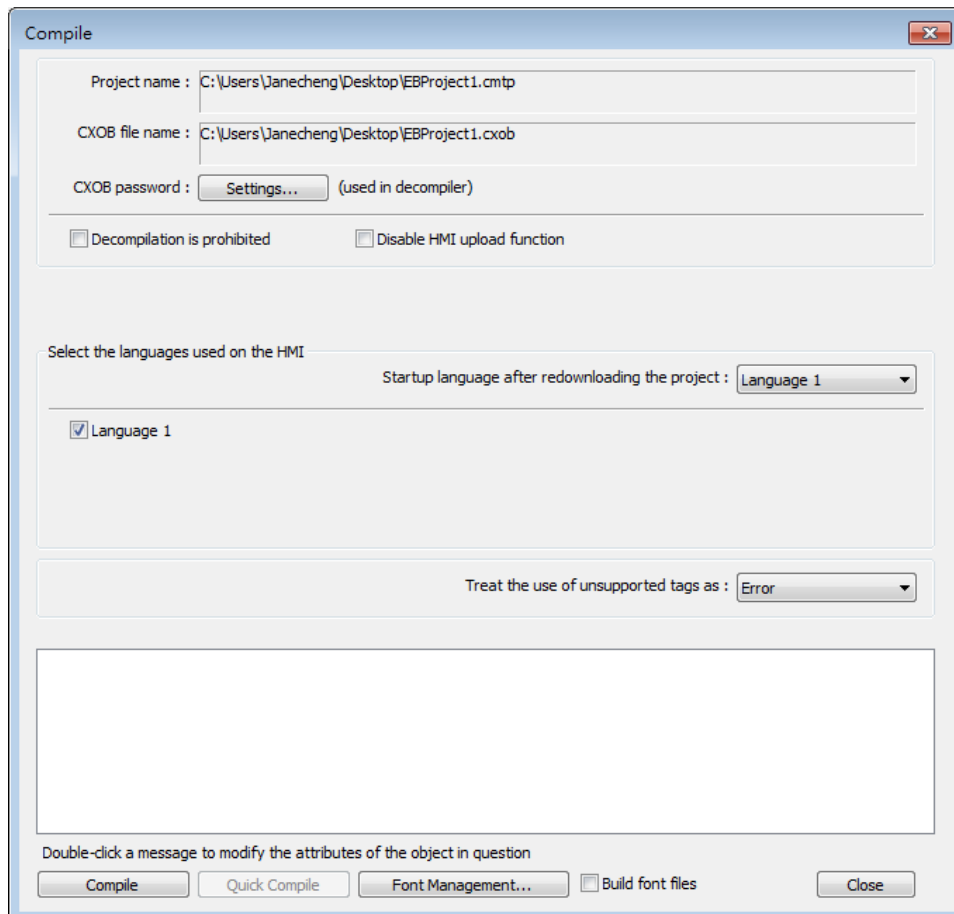 Compile
Project name : C:\Users\Janecheng\Desktop\EBProject1.cmtp
CXOB file name : C:\Users\Janecheng\Desktop\EBProject1.cxob
CXOB password : Settings... (used in decompiler)
Decompilation is prohibited Disable HMI upload function
Select the languages used on the HMI
Startup language after redownloading the project : Language 1
Language 1
Treat the use of unsupported tags as : Error
Double-click a message to modify the attributes of the object in question
Compile Quick Compile Font Management... Build font files Close